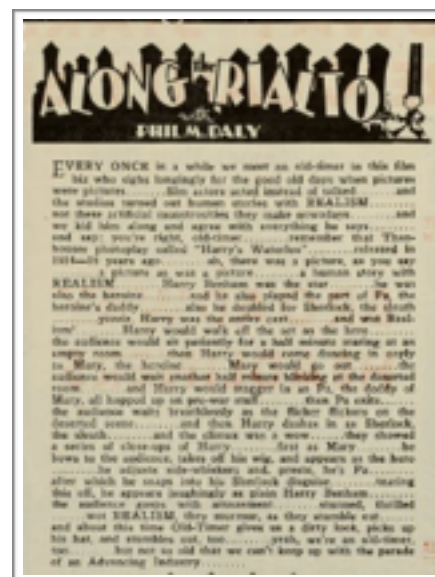 ALONG the RIALTO
with
PHIL M. DALY
EVERY ONCE in a while we meet an old-timer in this film
biz who sighs longingly for the good old days when pictures
were pictures.......film actors acted instead of talked.......and
the studios turned out human stories with REALISM.......
not these artificial monstrosities they make nowadays.......and
we kid him along and agree with everything he says.......
and say: you're right, old-timer.......remember that Than-
houser photoplay called "Harry's Waterloo".......released in
years ago.......ah, there was a picture, as you say
.......a picture as was a picture.......a human story with
REALISM.......Harry Benham was the star.......he was
also the heroine.......and he also played the part of Pa, the
heroine's daddy.......also he doubled for Sherlock, the sleuth
.......Harry was the entire cast.......and was Real-
ism!.......Harry would walk off the set as the hero.......
the audience would sit patiently for a half minute staring at an
empty room.......then Harry would come dancing in
as Mary, the heroine.......Mary would go out.......the
audience would wait another half minute blinking at the deserted
room.......and Harry would stagger in as Pa, the daddy of
Mary, all hopped up on pre-war stuff.......then Pa exits.......
the audience waits breathlessly as the flicker flickers on the
deserted scene.......and then Harry dashes in as Sherlock,
the sleuth.......and the climax was a wow.......they showed
a series of close-ups of Harry.......first as Mary.......he
bows to the audience, takes off his wig, and appears as the hero
.......he adjusts side-whiskers and, presto, he's Pa.......
after which he snaps into his Sherlock disguise.......tearing
this off, he appears laughingly as plain Harry Benham.......
the audience gasps with amazement.......stunned, thrilled
.......was REALISM, they murmur, as they stumble out.......
and about this time Old-Timer gives us a dirty look, picks up
his hat, and stumbles out, too.......yeah, we're an old-timer,
too.......but not so old that we can't keep up with the parade
of an Advancing Industry.......